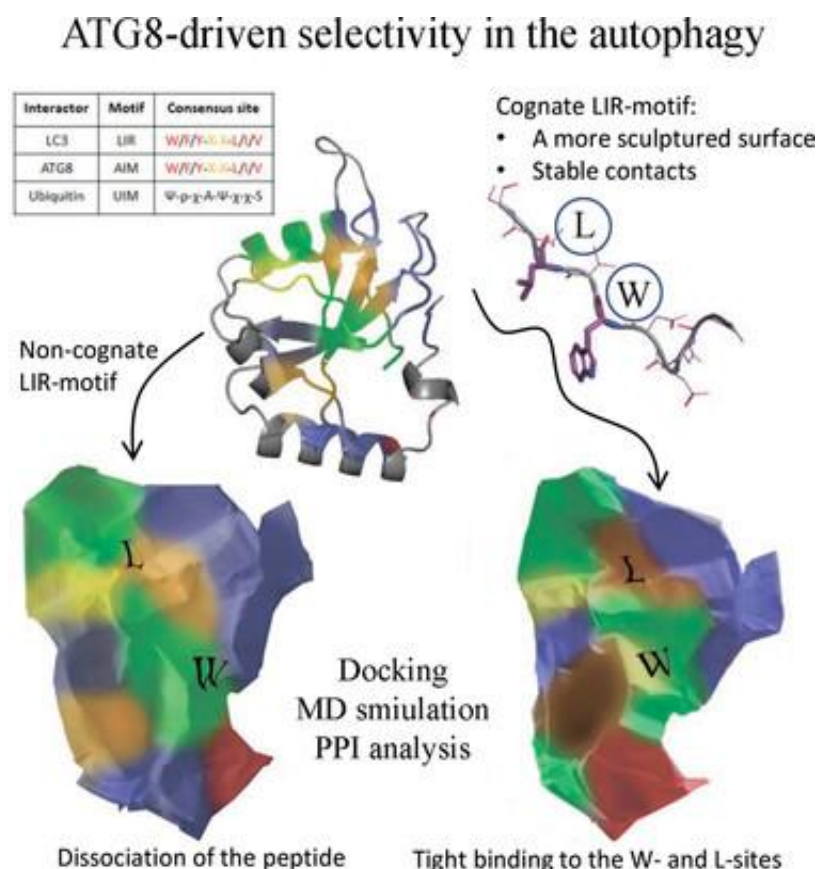 ATG8-driven selectivity in the autophagy
Interactor Motif Consensus site
LC3 LIR W/F/Y-X-X-L/I/V
ATG8 AIM W/F/Y-X-X-L/I/V
Ubiquitin UIM Ψ-ρ-χ-A-Ψ-χ-χ-S
Cognate LIR-motif:
• A more sculptured surface
• Stable contacts
L
W
Non-cognate
LIR-motif
L
W
L
W
Docking
MD smiulation
PPI analysis
Dissociation of the peptide
Tight binding to the W- and L-sites